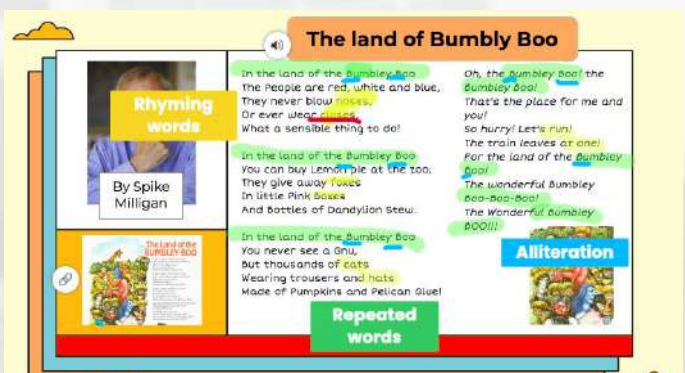 The land of Bumbly Boo
Rhyming
words
By Spike
Milligan
The Land of the
BUMBLEY BOO
In the land of the Bumbley Boo
The People are red, white and blue,
They never blow noses,
Or ever wear closes,
What a sensible thing to do!
In the land of the Bumbley Boo
You can buy Lemon pie at the zoo;
They give away foxes
In little Pink Boxes
And Bottles of Dandylion Stew.
In the land of the Bumbley Boo
You never see a Gnu,
But thousands of cats
Wearing trousers and hats
Made of Pumpkins and Pelican Glue!
Repeated
words
Oh, the Bumbley Boo! the
Bumbley Boo!
That's the place for me and
you!
So hurry! Let's run!
The train leaves at one!
For the land of the Bumbley
Boo!
The wonderful Bumbley
Boo-Boo-Boo!
The Wonderful Bumbley
BOO!!!
Alliteration